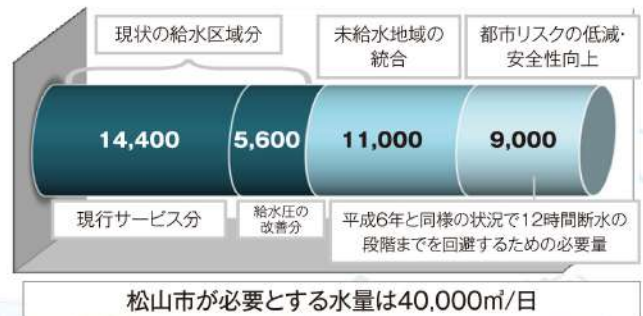 現状の給水区域分
未給水地域の
統合
都市リスクの低減・
安全性向上
14,400
5,600
11,000
9,000
現行サービス分
給水圧の
改善分
平成6年と同様の状況で12時間断水の
段階までを回避するための必要量
松山市が必要とする水量は40,000㎥/日